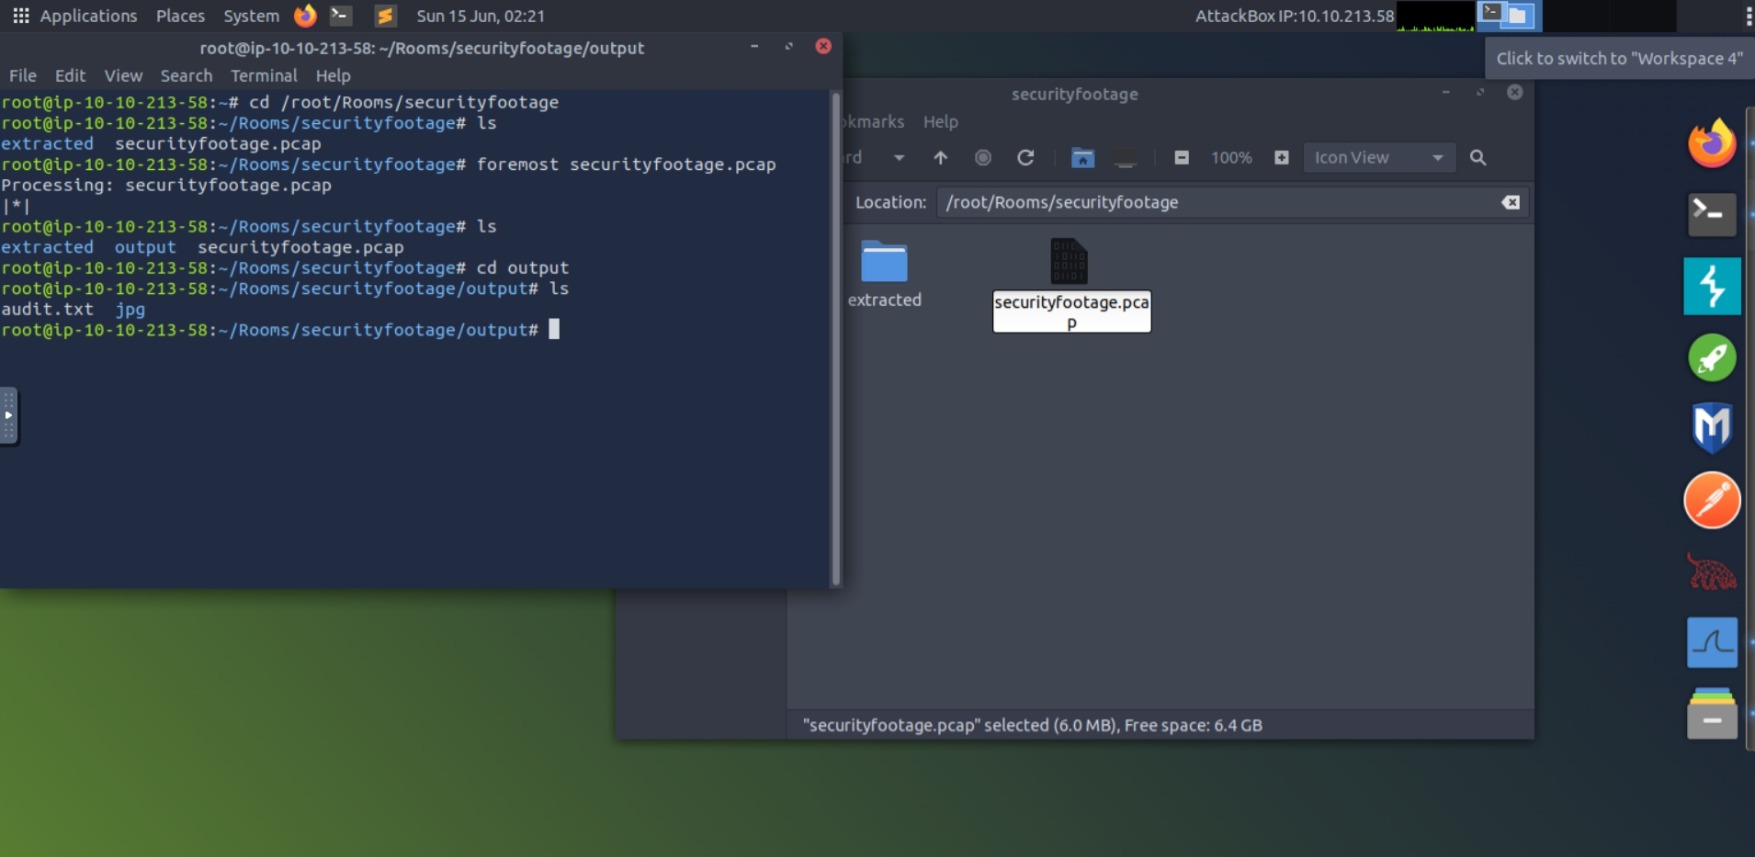 Applications Places System Sun 15 Jun, 02:21 AttackBox IP:10.10.213.58
Click to switch to "Workspace 4"
root@ip-10-10-213-58: ~/Rooms/securityfootage/output
File Edit View Search Terminal Help
root@ip-10-10-213-58:~# cd /root/Rooms/securityfootage
root@ip-10-10-213-58:~/Rooms/securityfootage# ls
extracted securityfootage.pcap
root@ip-10-10-213-58:~/Rooms/securityfootage# foremost securityfootage.pcap
Processing: securityfootage.pcap
|*|
root@ip-10-10-213-58:~/Rooms/securityfootage# ls
extracted output securityfootage.pcap
root@ip-10-10-213-58:~/Rooms/securityfootage# cd output
root@ip-10-10-213-58:~/Rooms/securityfootage/output# ls
audit.txt jpg
root@ip-10-10-213-58:~/Rooms/securityfootage/output#
securityfootage
okmarks Help
rd 100% Icon View
Location: /root/Rooms/securityfootage
extracted
securityfootage.pca
p
"securityfootage.pcap" selected (6.0 MB), Free space: 6.4 GB